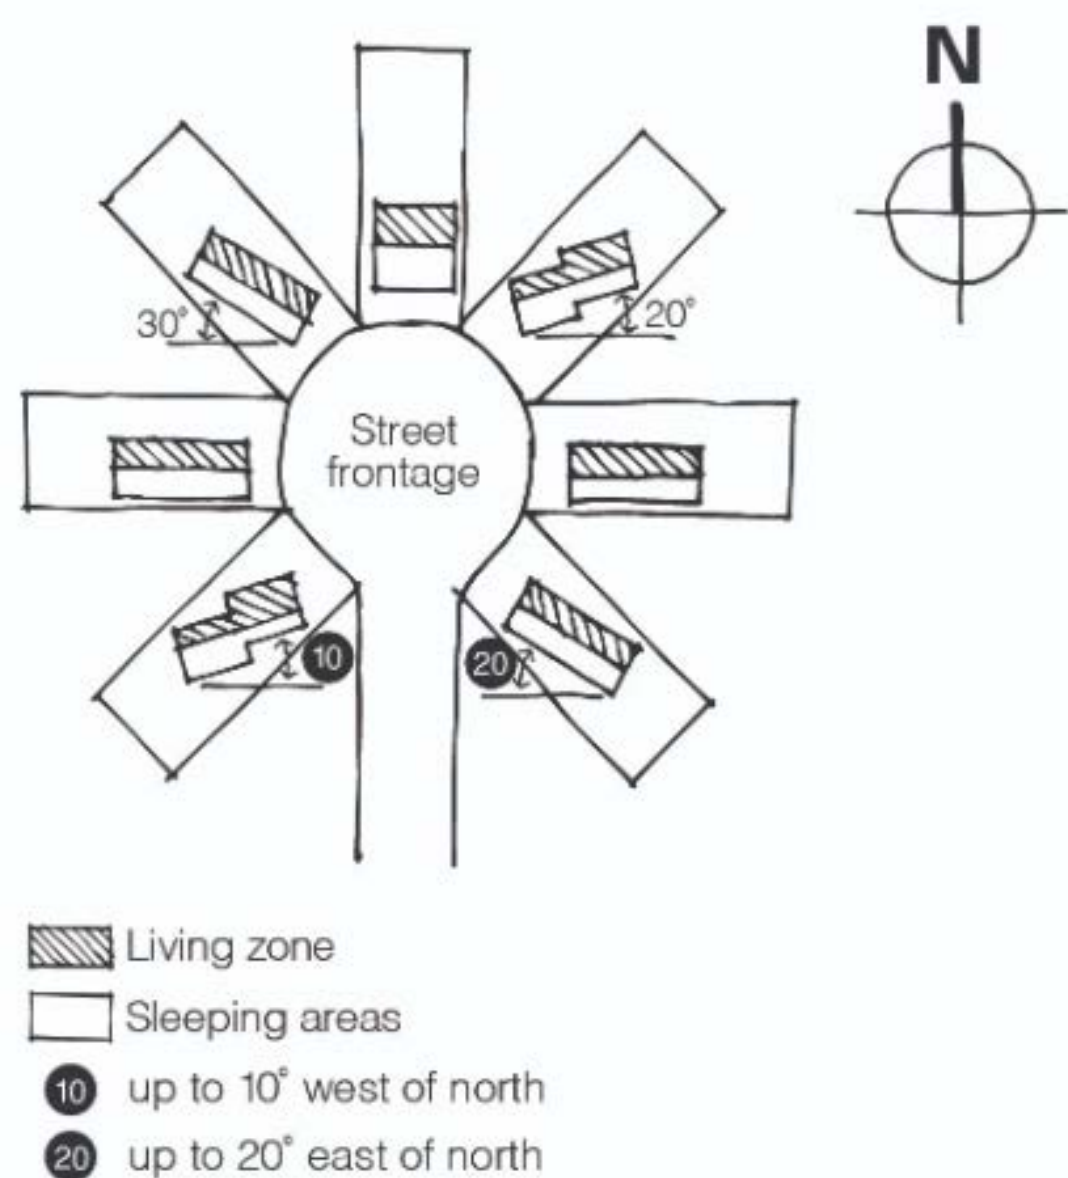 N
30°
20°
Street
frontage
10
20
Living zone
Sleeping areas
10 up to 10° west of north
20 up to 20° east of north